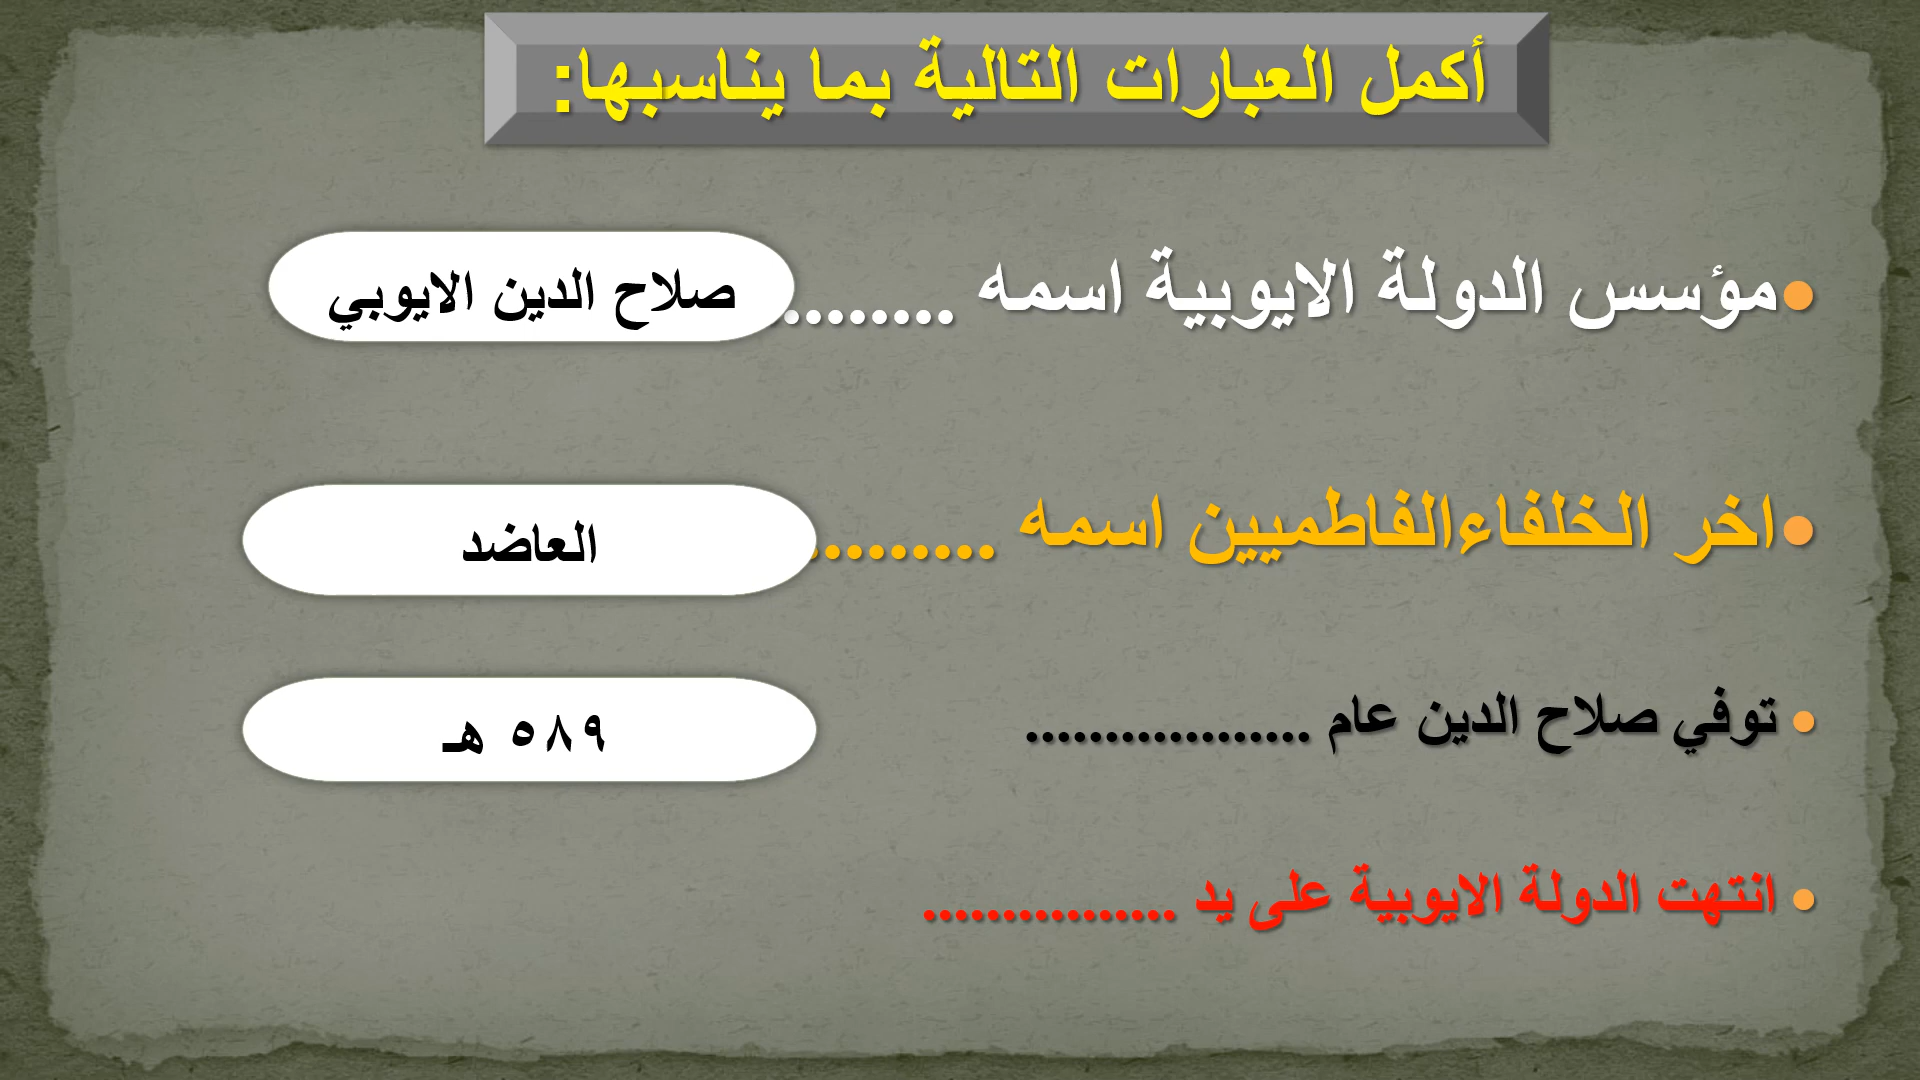 أكمل العبارات التالية بما يناسبها:
•مؤسس الدولة الايوبية اسمه ........ صلاح الدين الايوبي
•اخر الخلفاءالفاطميين اسمه ......... العاضد
• توفي صلاح الدين عام .................. ٥٨٩ هـ
• انتهت الدولة الايوبية على يد ................